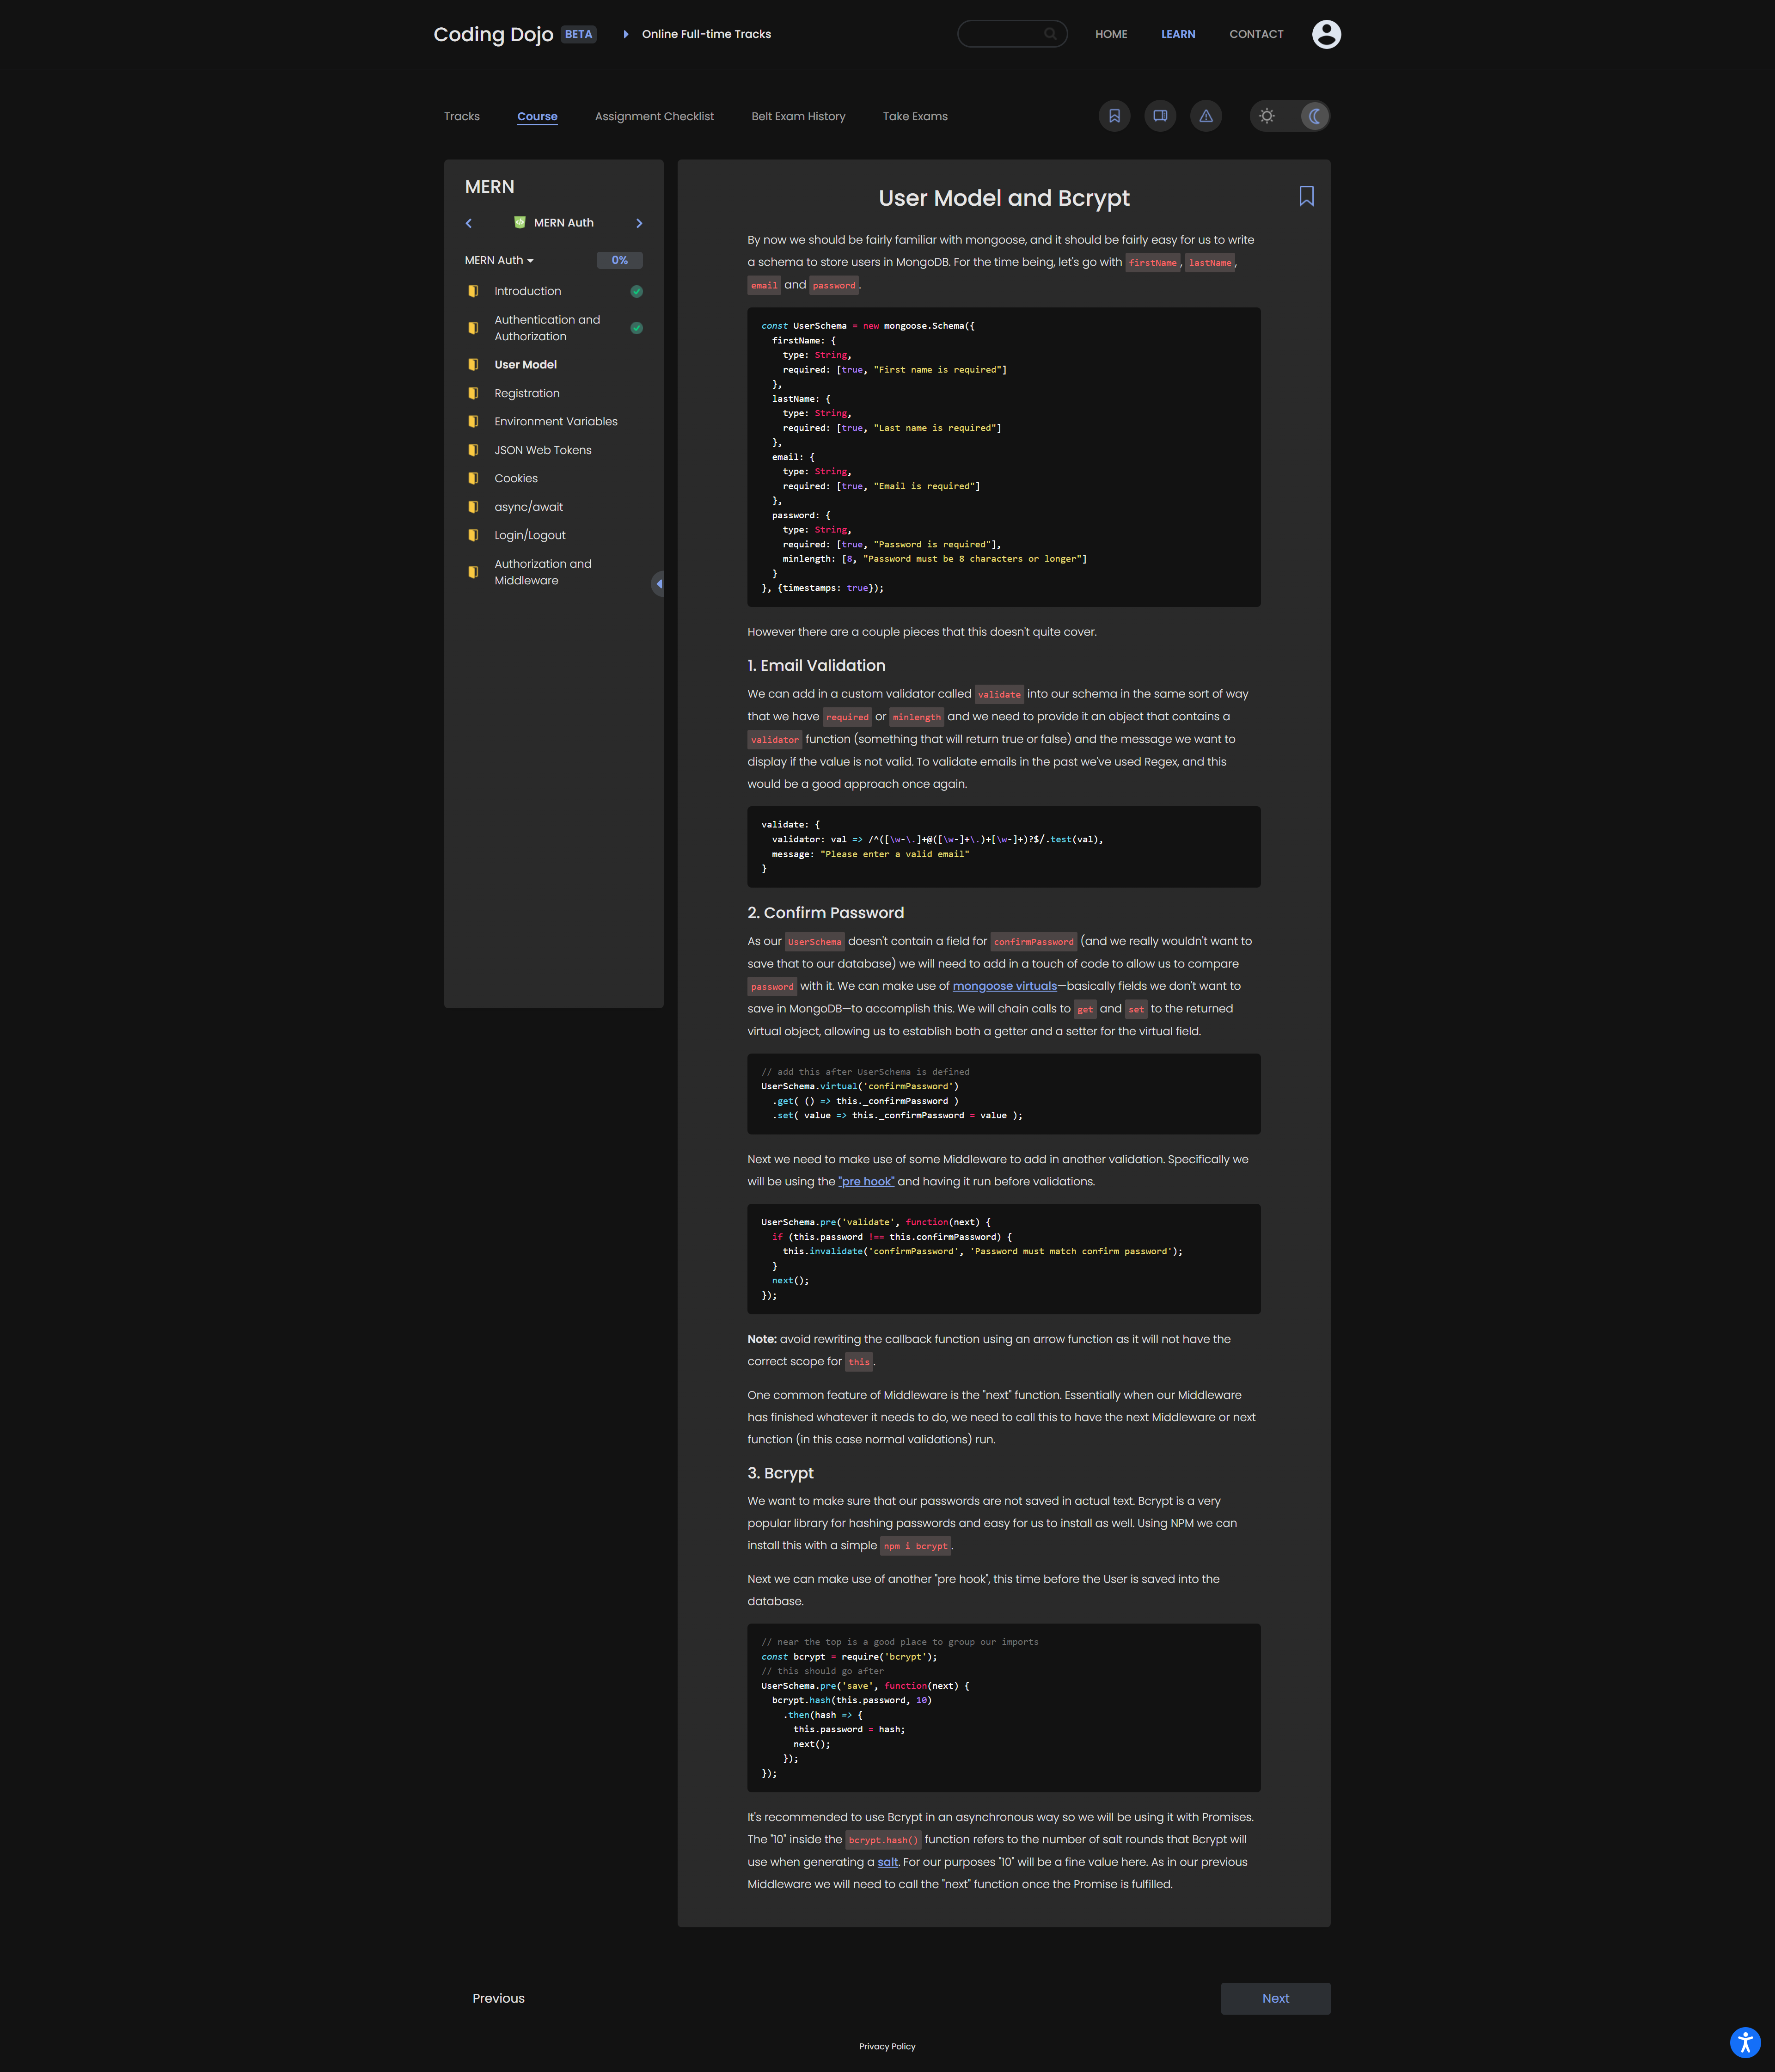 Coding Dojo BETA Online Full-time Tracks HOME LEARN CONTACT
Tracks Course Assignment Checklist Belt Exam History Take Exams
MERN
MERN Auth
MERN Auth 0%
Introduction
Authentication and
Authorization
User Model
Registration
Environment Variables
JSON Web Tokens
Cookies
async/await
Login/Logout
Authorization and
Middleware
User Model and Bcrypt
By now we should be fairly familiar with mongoose, and it should be fairly easy for us to write
a schema to store users in MongoDB. For the time being, let's go with firstName, lastName,
email and password.
const UserSchema = new mongoose.Schema({
  firstName: {
    type: String,
    required: [true, "First name is required"]
  },
  lastName: {
    type: String,
    required: [true, "Last name is required"]
  },
  email: {
    type: String,
    required: [true, "Email is required"]
  },
  password: {
    type: String,
    required: [true, "Password is required"],
    minlength: [8, "Password must be 8 characters or longer"]
  }
}, {timestamps: true});
However there are a couple pieces that this doesn't quite cover.
1. Email Validation
We can add in a custom validator called validate into our schema in the same sort of way
that we have required or minlength and we need to provide it an object that contains a
validator function (something that will return true or false) and the message we want to
display if the value is not valid. To validate emails in the past we've used Regex, and this
would be a good approach once again.
validate: {
  validator: val => /^([\w-\.]+@([\w-]+\.)+[\w-]+)?$/.test(val),
  message: "Please enter a valid email"
}
2. Confirm Password
As our UserSchema doesn't contain a field for confirmPassword (and we really wouldn't want to
save that to our database) we will need to add in a touch of code to allow us to compare
password with it. We can make use of mongoose virtuals—basically fields we don't want to
save in MongoDB—to accomplish this. We will chain calls to get and set to the returned
virtual object, allowing us to establish both a getter and a setter for the virtual field.
// add this after UserSchema is defined
UserSchema.virtual('confirmPassword')
  .get( () => this._confirmPassword )
  .set( value => this._confirmPassword = value );
Next we need to make use of some Middleware to add in another validation. Specifically we
will be using the "pre hook" and having it run before validations.
UserSchema.pre('validate', function(next) {
  if (this.password !== this.confirmPassword) {
    this.invalidate('confirmPassword', 'Password must match confirm password');
  }
  next();
});
Note: avoid rewriting the callback function using an arrow function as it will not have the
correct scope for this.
One common feature of Middleware is the "next" function. Essentially when our Middleware
has finished whatever it needs to do, we need to call this to have the next Middleware or next
function (in this case normal validations) run.
3. Bcrypt
We want to make sure that our passwords are not saved in actual text. Bcrypt is a very
popular library for hashing passwords and easy for us to install as well. Using NPM we can
install this with a simple npm i bcrypt.
Next we can make use of another "pre hook", this time before the User is saved into the
database.
// near the top is a good place to group our imports
const bcrypt = require('bcrypt');
// this should go after
UserSchema.pre('save', function(next) {
  bcrypt.hash(this.password, 10)
    .then(hash => {
      this.password = hash;
      next();
    });
});
It's recommended to use Bcrypt in an asynchronous way so we will be using it with Promises.
The "10" inside the bcrypt.hash() function refers to the number of salt rounds that Bcrypt will
use when generating a salt. For our purposes "10" will be a fine value here. As in our previous
Middleware we will need to call the "next" function once the Promise is fulfilled.
Previous Next
Privacy Policy